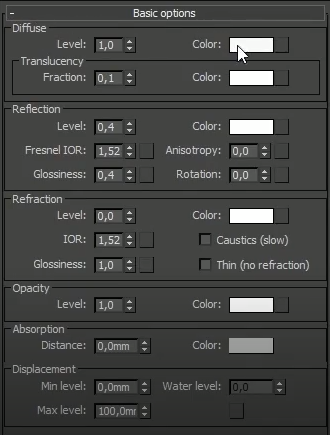 - Basic options
Diffuse
Level: 1,0 Color:
Translucency
Fraction: 0,1 Color:
Reflection
Level: 0,4 Color:
Fresnel IOR: 1,52 Anisotropy: 0,0
Glossiness: 0,4 Rotation: 0,0
Refraction
Level: 0,0 Color:
IOR: 1,52 Caustics (slow)
Glossiness: 1,0 Thin (no refraction)
Opacity
Level: 1,0 Color:
Absorption
Distance: 0,0mm Color:
Displacement
Min level: 0,0mm Water level: 0,0
Max level: 100,0mr